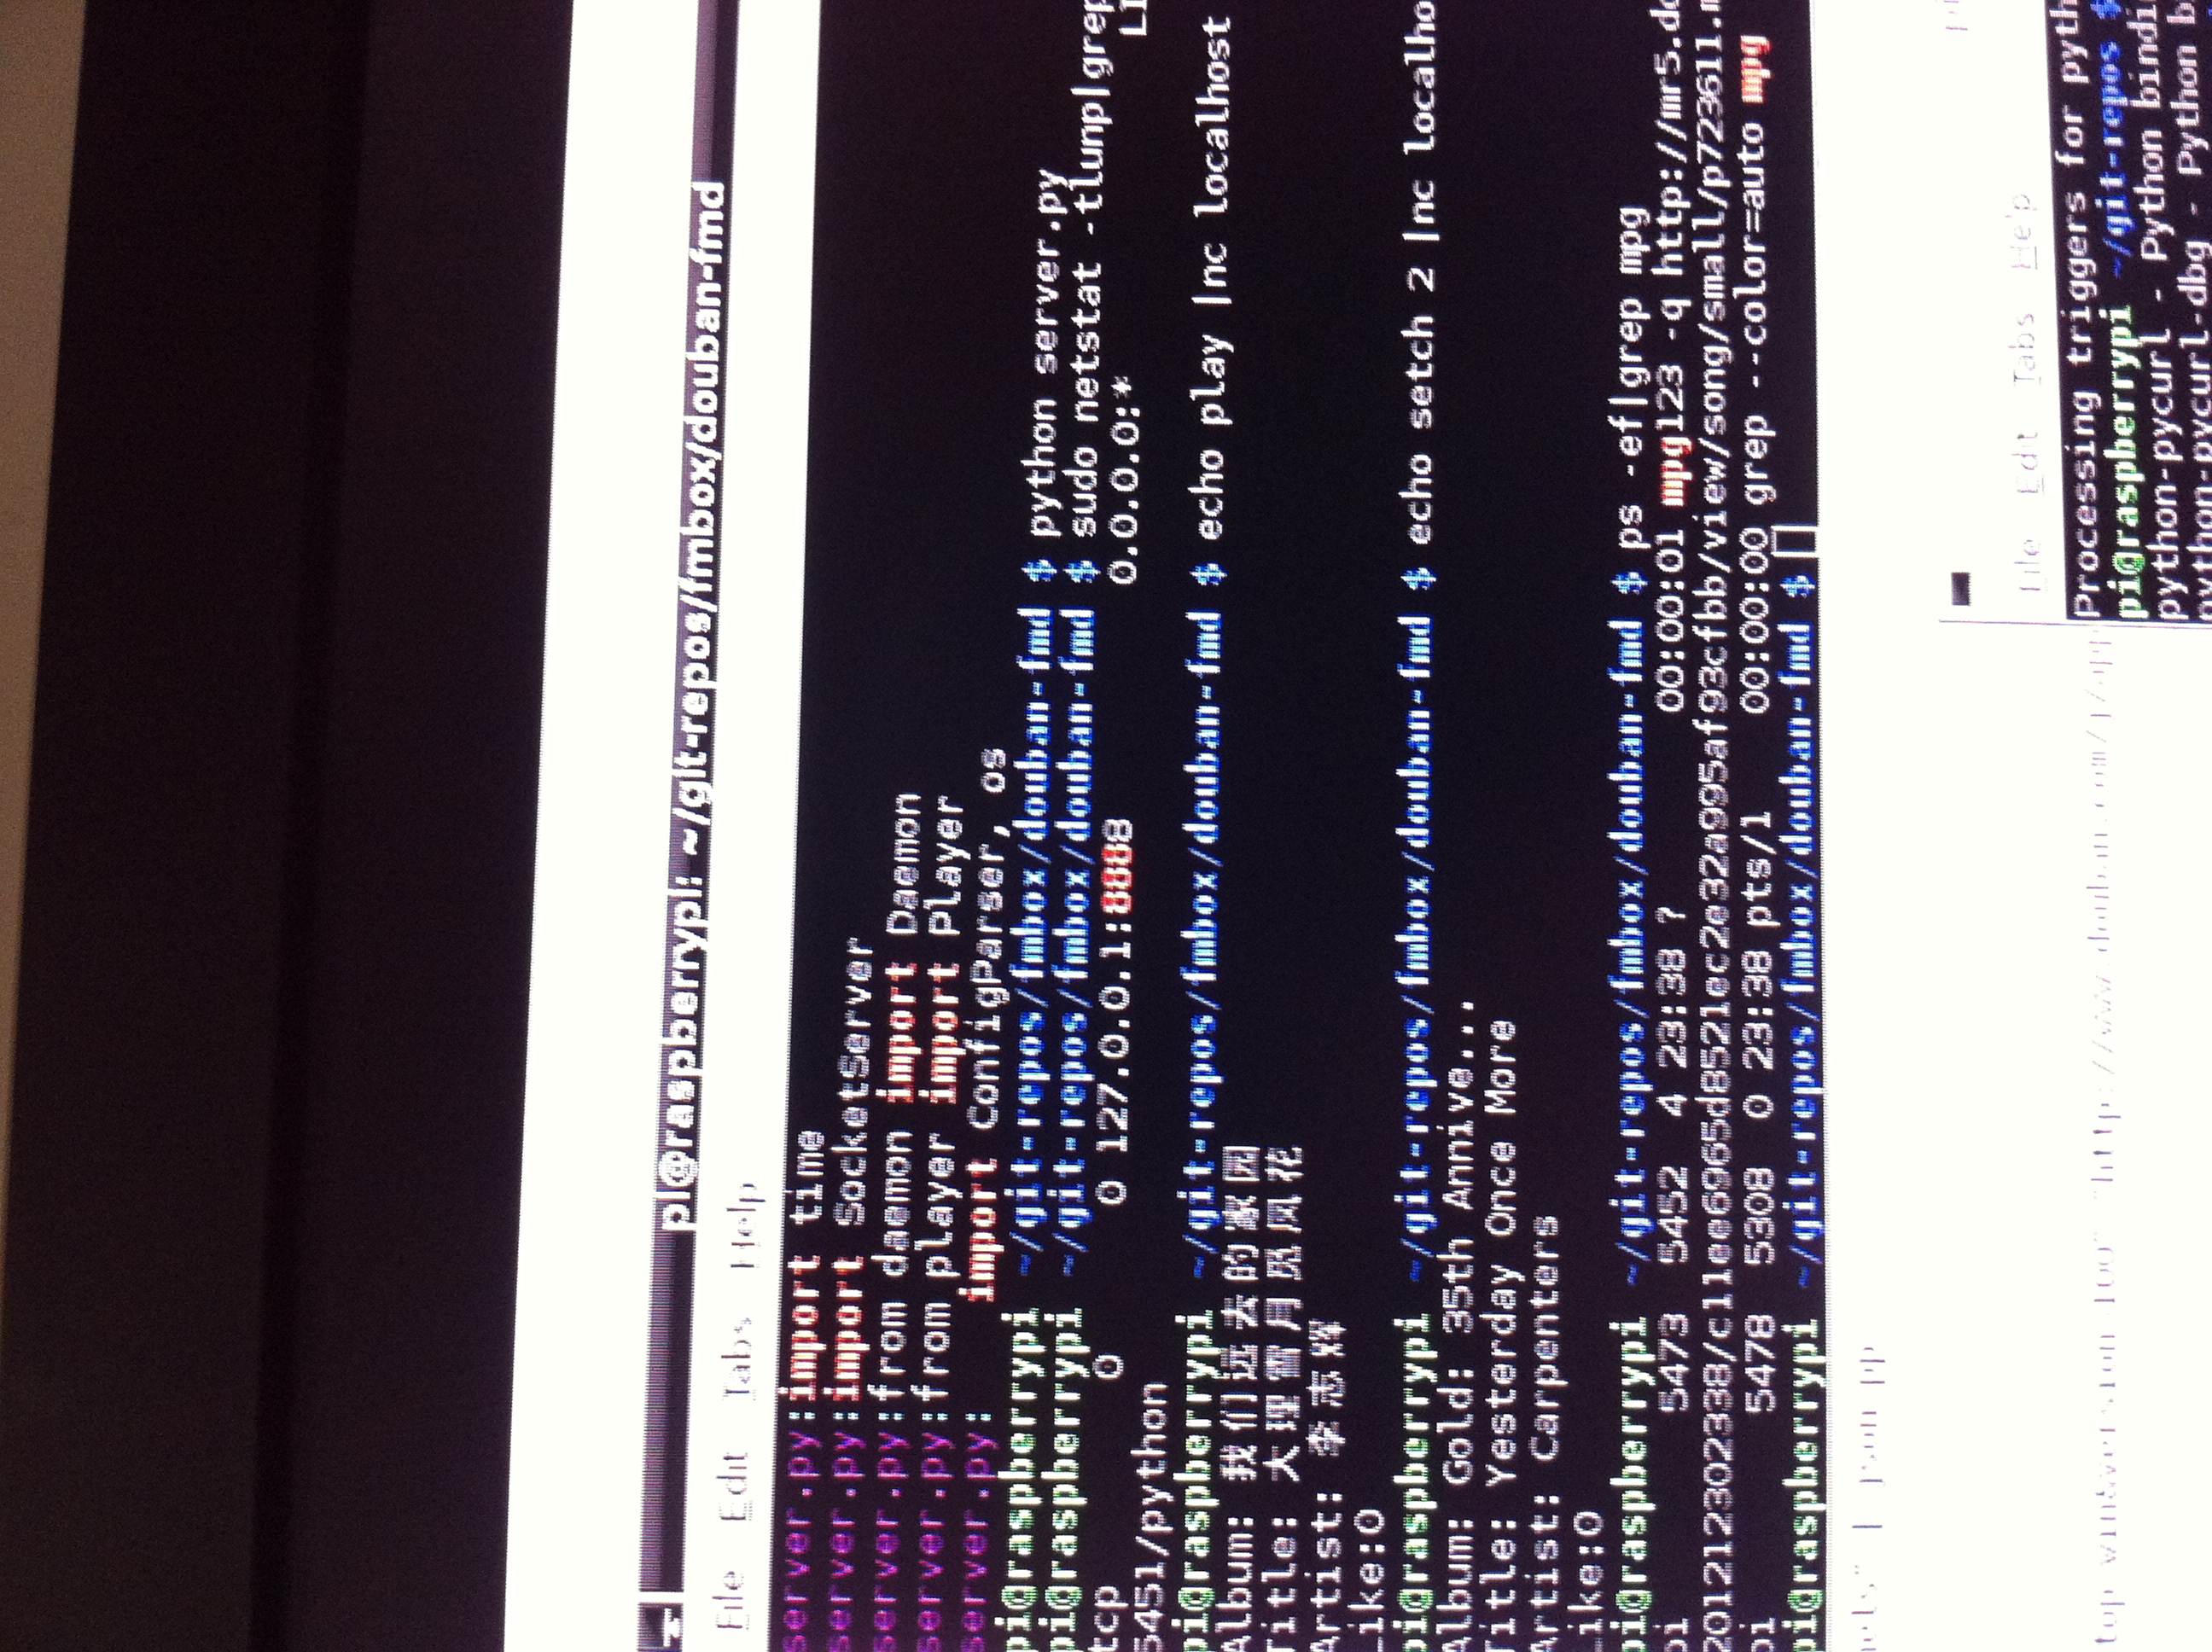 pi@raspberrypi: ~/git-repos/fmbox/douban-fmd
File Edit Tabs Help
server.py:import time
server.py:import SocketServer
server.py:from daemon import Daemon
server.py:from player import Player
server.py: import ConfigParser, os
pi@raspberrypi ~/git-repos/fmbox/douban-fmd $ python server.py
pi@raspberrypi ~/git-repos/fmbox/douban-fmd $ sudo netstat -tlunp|grep
tcp 0 0 127.0.0.1:8888 0.0.0.0:* LI
5451/python
pi@raspberrypi ~/git-repos/fmbox/douban-fmd $ echo play |nc localhost
Album: 我们远去的家园
Title: 大理雪月觅风花
Artist: 李志辉
Like:0
pi@raspberrypi ~/git-repos/fmbox/douban-fmd $ echo setch 2 |nc localho
Album: Gold: 35th Annive...
Title: Yesterday Once More
Artist: Carpenters
Like:0
pi@raspberrypi ~/git-repos/fmbox/douban-fmd $ ps -ef|grep mpg
pi 5473 5452 4 23:38 ? 00:00:01 mpg123 -q http://mr5.do
201212302338/c11ee6965d8521ec2e32a995af93cfbb/view/song/small/p723611.m
pi 5478 5308 0 23:38 pts/1 00:00:00 grep --color=auto mpg
pi@raspberrypi ~/git-repos/fmbox/douban-fmd $
nels" | json_pp
top_win&version=100" "http://www.douban.com/j/app
pi
File Edit Tabs Help
Processing triggers for pyth
pi@raspberrypi ~/git-repos $
python-pycurl - Python bindi
python-pycurl-dbg - Python b